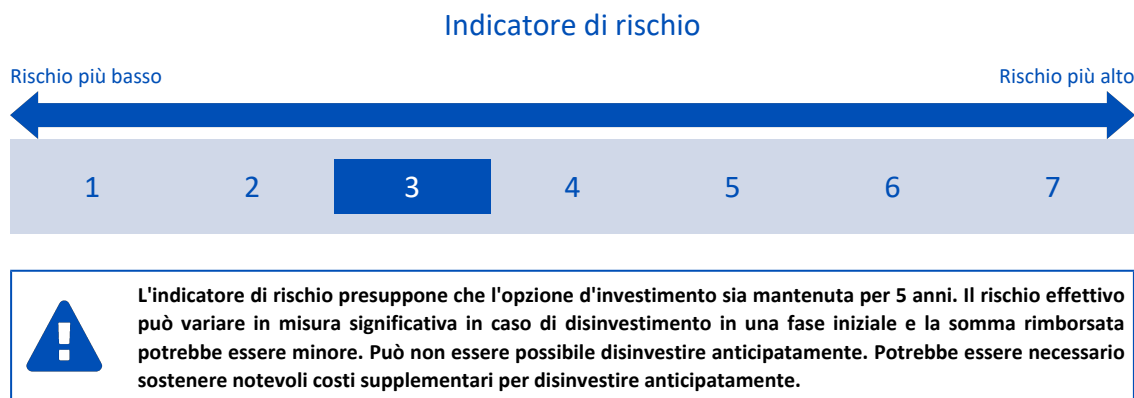 Indicatore di rischio
Rischio più basso
Rischio più alto
1 2 3 4 5 6 7
L'indicatore di rischio presuppone che l'opzione d'investimento sia mantenuta per 5 anni. Il rischio effettivo
può variare in misura significativa in caso di disinvestimento in una fase iniziale e la somma rimborsata
potrebbe essere minore. Può non essere possibile disinvestire anticipatamente. Potrebbe essere necessario
sostenere notevoli costi supplementari per disinvestire anticipatamente.